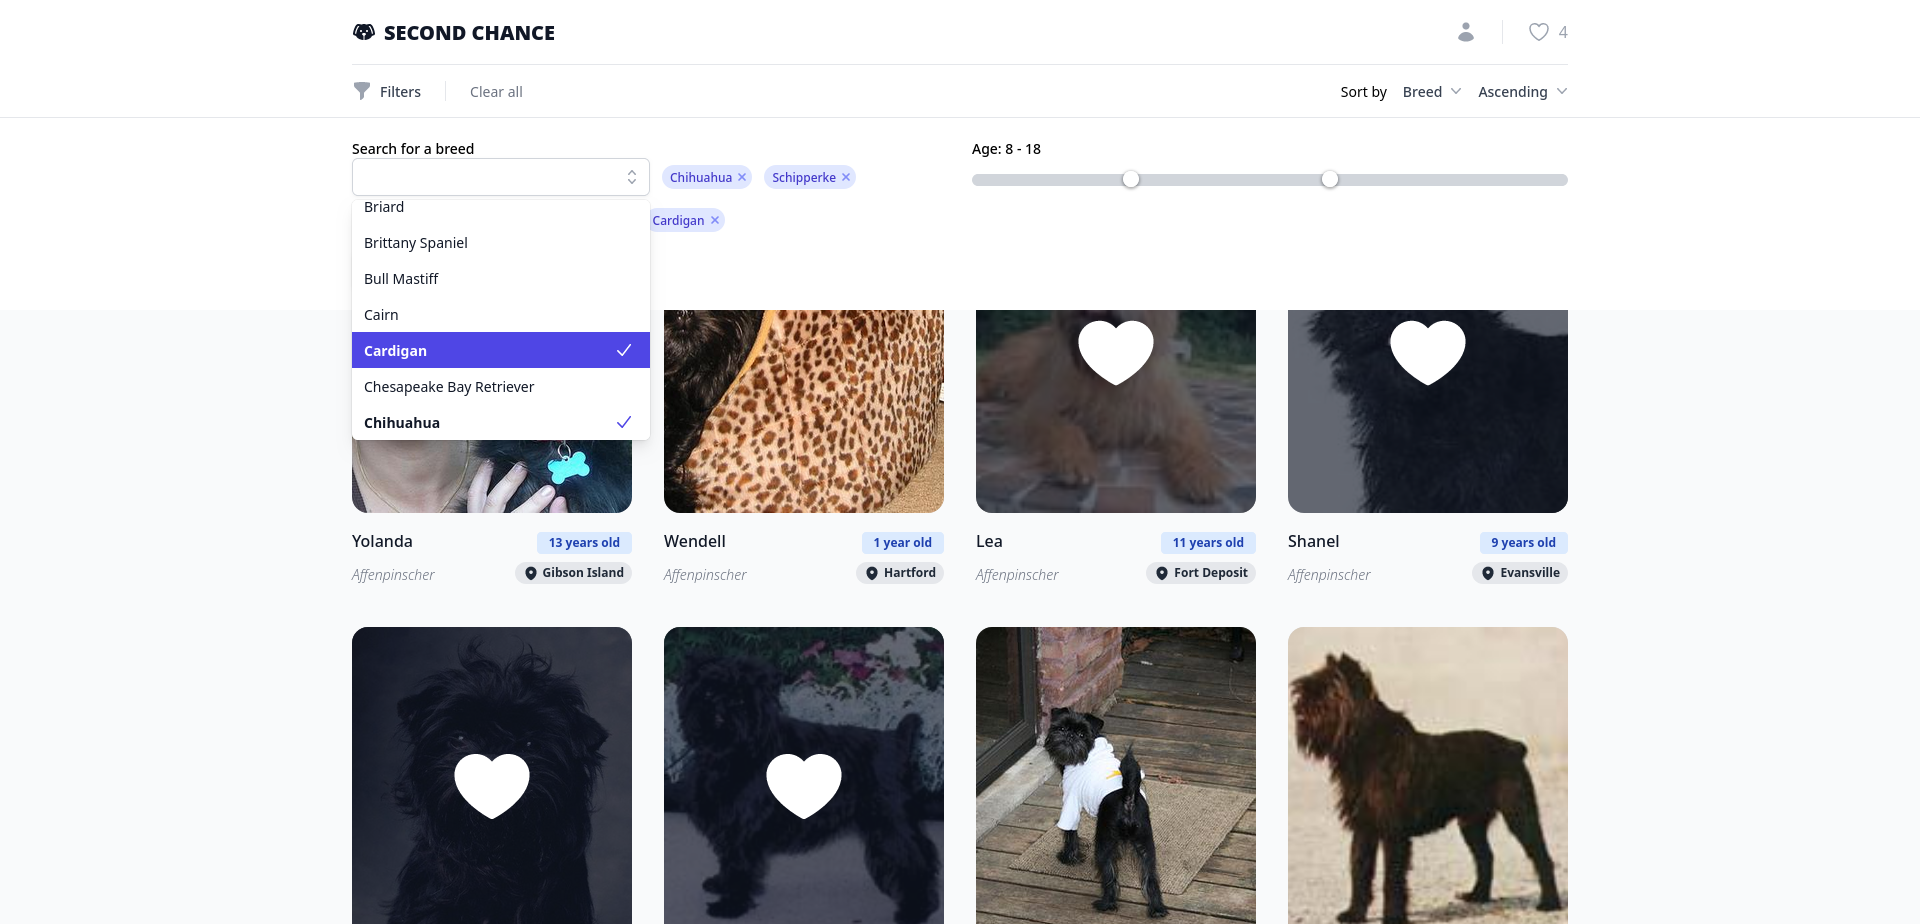 SECOND CHANCE
4
Filters
Clear all
Sort by
Breed
Ascending
Search for a breed
Age: 8 - 18
Chihuahua
Schipperke
Cardigan
Briard
Brittany Spaniel
Bull Mastiff
Cairn
Cardigan
Chesapeake Bay Retriever
Chihuahua
Yolanda
13 years old
Affenpinscher
Gibson Island
Wendell
1 year old
Affenpinscher
Hartford
Lea
11 years old
Affenpinscher
Fort Deposit
Shanel
9 years old
Affenpinscher
Evansville